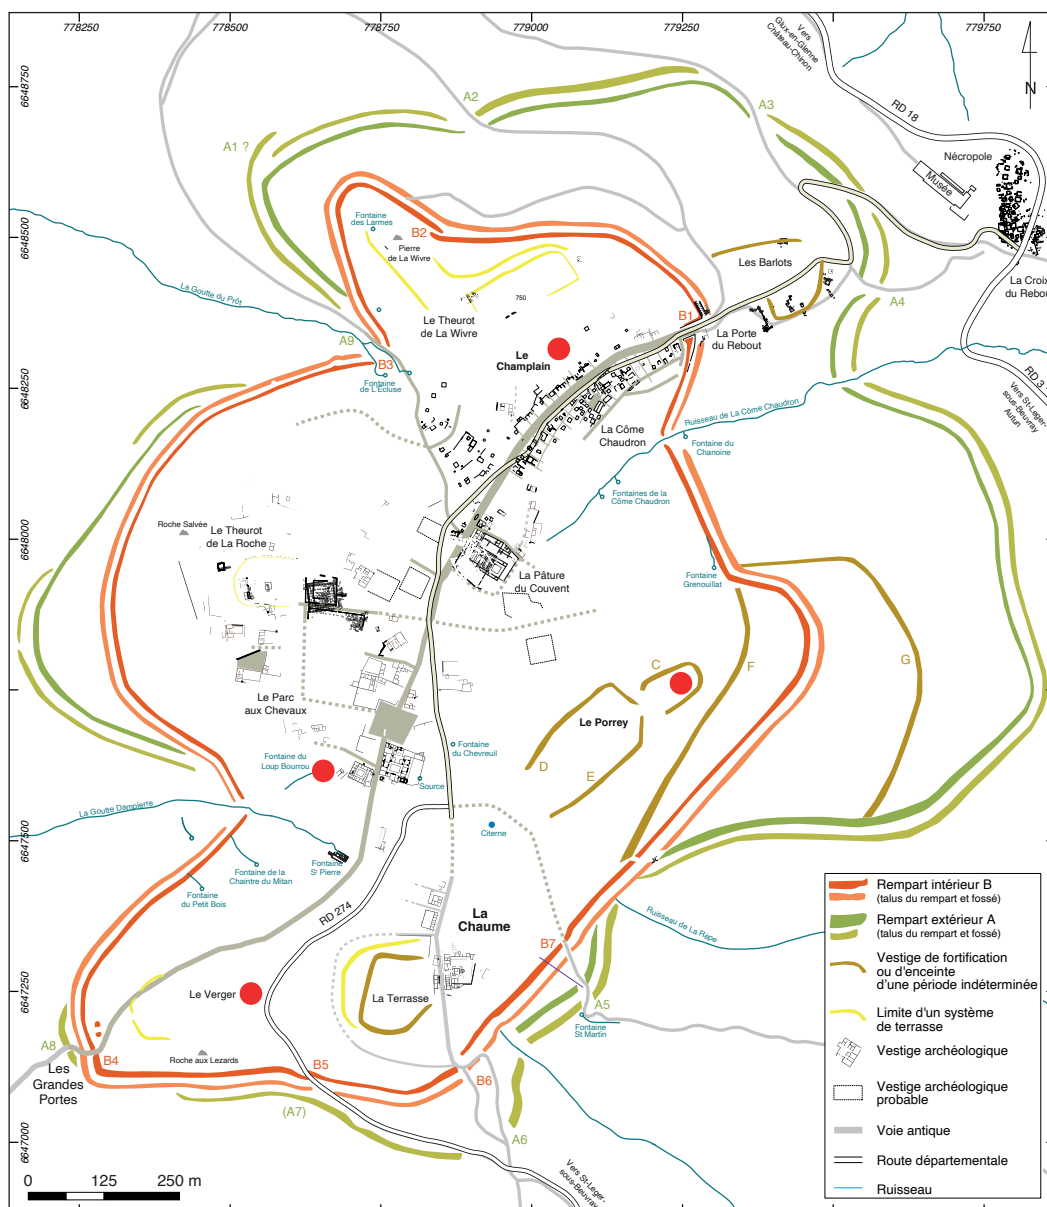 778250
778500
778750
779000
779250
779750
6648750
6648500
6648250
6648000
6647500
6647250
6647000
Vers
Glux-en-Glenne
Château-Chinon
N
RD 18
A2
A3
A1 ?
Nécropole
Musée
La Croix
du Rebout
Fontaine
des Larmes
B2
Pierre
de La Wivre
Les Barlots
La Goutte du Prôt
750
A4
Le Theurot
de La Wivre
B1
La Porte
du Rebout
A9
B3
Le
Champlain
Fontaine
de L'Ecluse
RD 3
Vers St-Leger-
sous-Beuvray
Autun
Ruisseau de La Côme Chaudron
La Côme
Chaudron
Fontaine du
Chanoine
Fontaines de la
Côme Chaudron
Roche Salvée
Le Theurot
de La Roche
La Pâture
du Couvent
Fontaine
Grenouillat
C
F
G
Le Parc
aux Chevaux
Le Porrey
Fontaine du
Loup Bourrou
Fontaine
du Chevreuil
D
E
Source
La Goutte Dampierre
Citerne
Fontaine
St Pierre
Fontaine de la
Chaintre du Mitan
Fontaine
du Petit Bois
RD 274
La
Chaume
Ruisseau de La Rèpe
B7
Le Verger
La Terrasse
A5
Fontaine
St Martin
A8
B4
Roche aux Lezards
B5
B6
Les
Grandes
Portes
(A7)
A6
Vers St-Leger-
sous-Beuvray
0
125
250 m
Rempart intérieur B
(talus du rempart et fossé)
Rempart extérieur A
(talus du rempart et fossé)
Vestige de fortification
ou d'enceinte
d'une période indéterminée
Limite d'un système
de terrasse
Vestige archéologique
Vestige archéologique
probable
Voie antique
Route départementale
Ruisseau